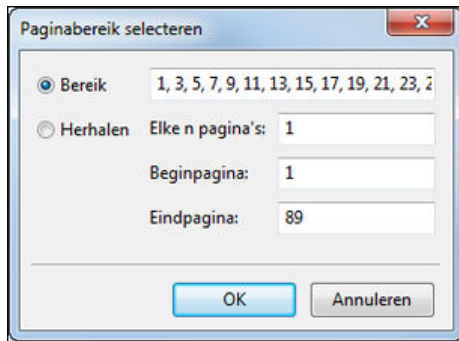 Paginabereik selecteren
Bereik 1, 3, 5, 7, 9, 11, 13, 15, 17, 19, 21, 23,
Herhalen Elke n pagina's: 1
Beginpagina: 1
Eindpagina: 89
OK Annuleren